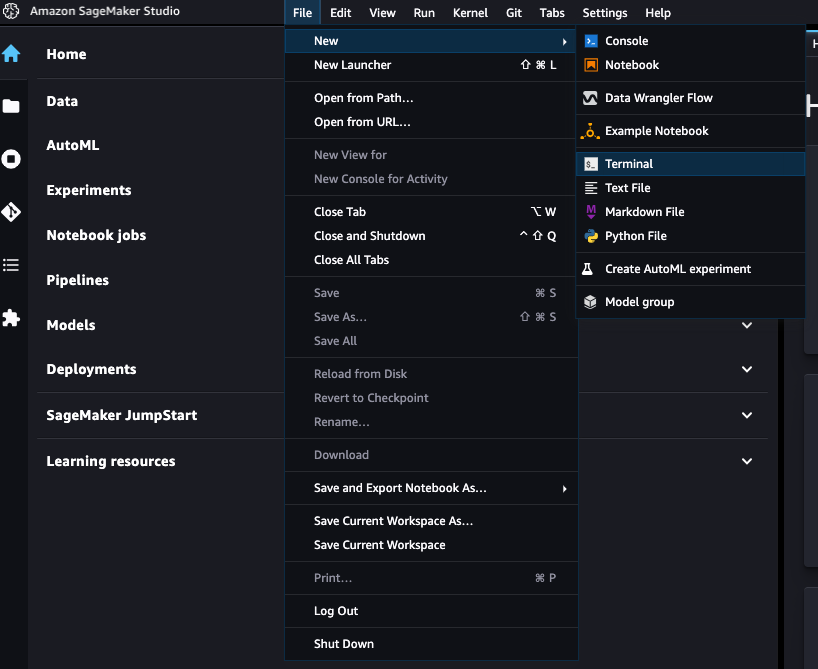 Amazon SageMaker Studio
File Edit View Run Kernel Git Tabs Settings Help
Home
Data
AutoML
Experiments
Notebook jobs
Pipelines
Models
Deployments
SageMaker JumpStart
Learning resources
New
New Launcher ⇧ ⌘ L
Open from Path…
Open from URL…
New View for
New Console for Activity
Close Tab ⌥ W
Close and Shutdown ^ ⇧ Q
Close All Tabs
Save ⌘ S
Save As… ⇧ ⌘ S
Save All
Reload from Disk
Revert to Checkpoint
Rename…
Download
Save and Export Notebook As…
Save Current Workspace As…
Save Current Workspace
Print… ⌘ P
Log Out
Shut Down
Console
Notebook
Data Wrangler Flow
Example Notebook
$_ Terminal
Text File
M Markdown File
Python File
Create AutoML experiment
Model group